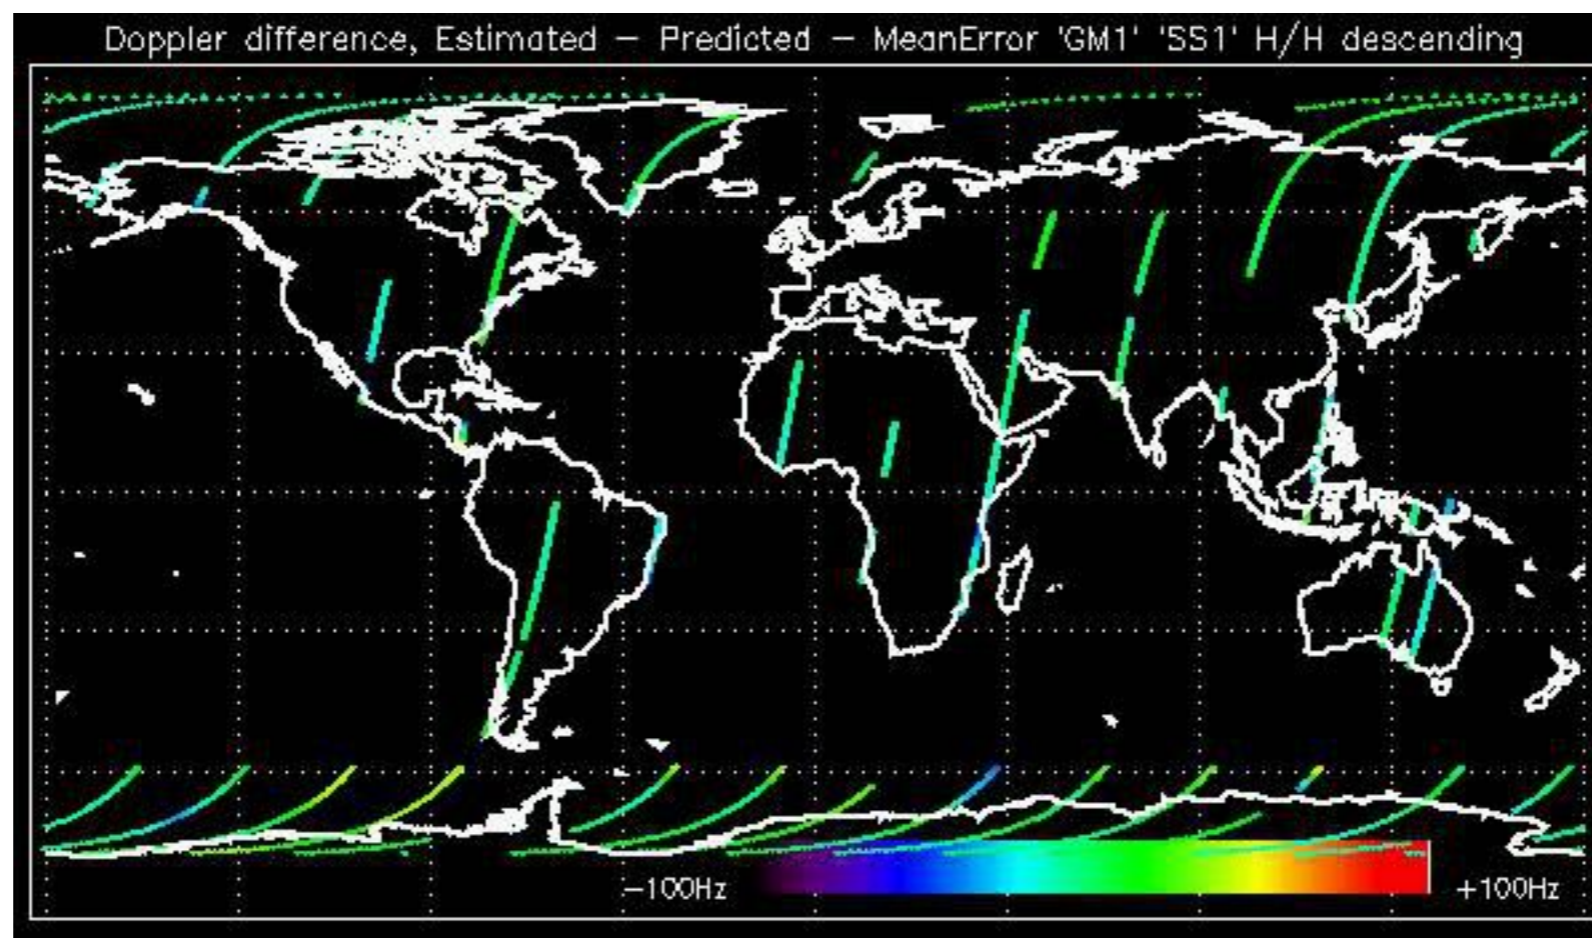 Doppler difference, Estimated − Predicted − MeanError 'GM1' 'SS1' H/H descending
−100Hz
+100Hz